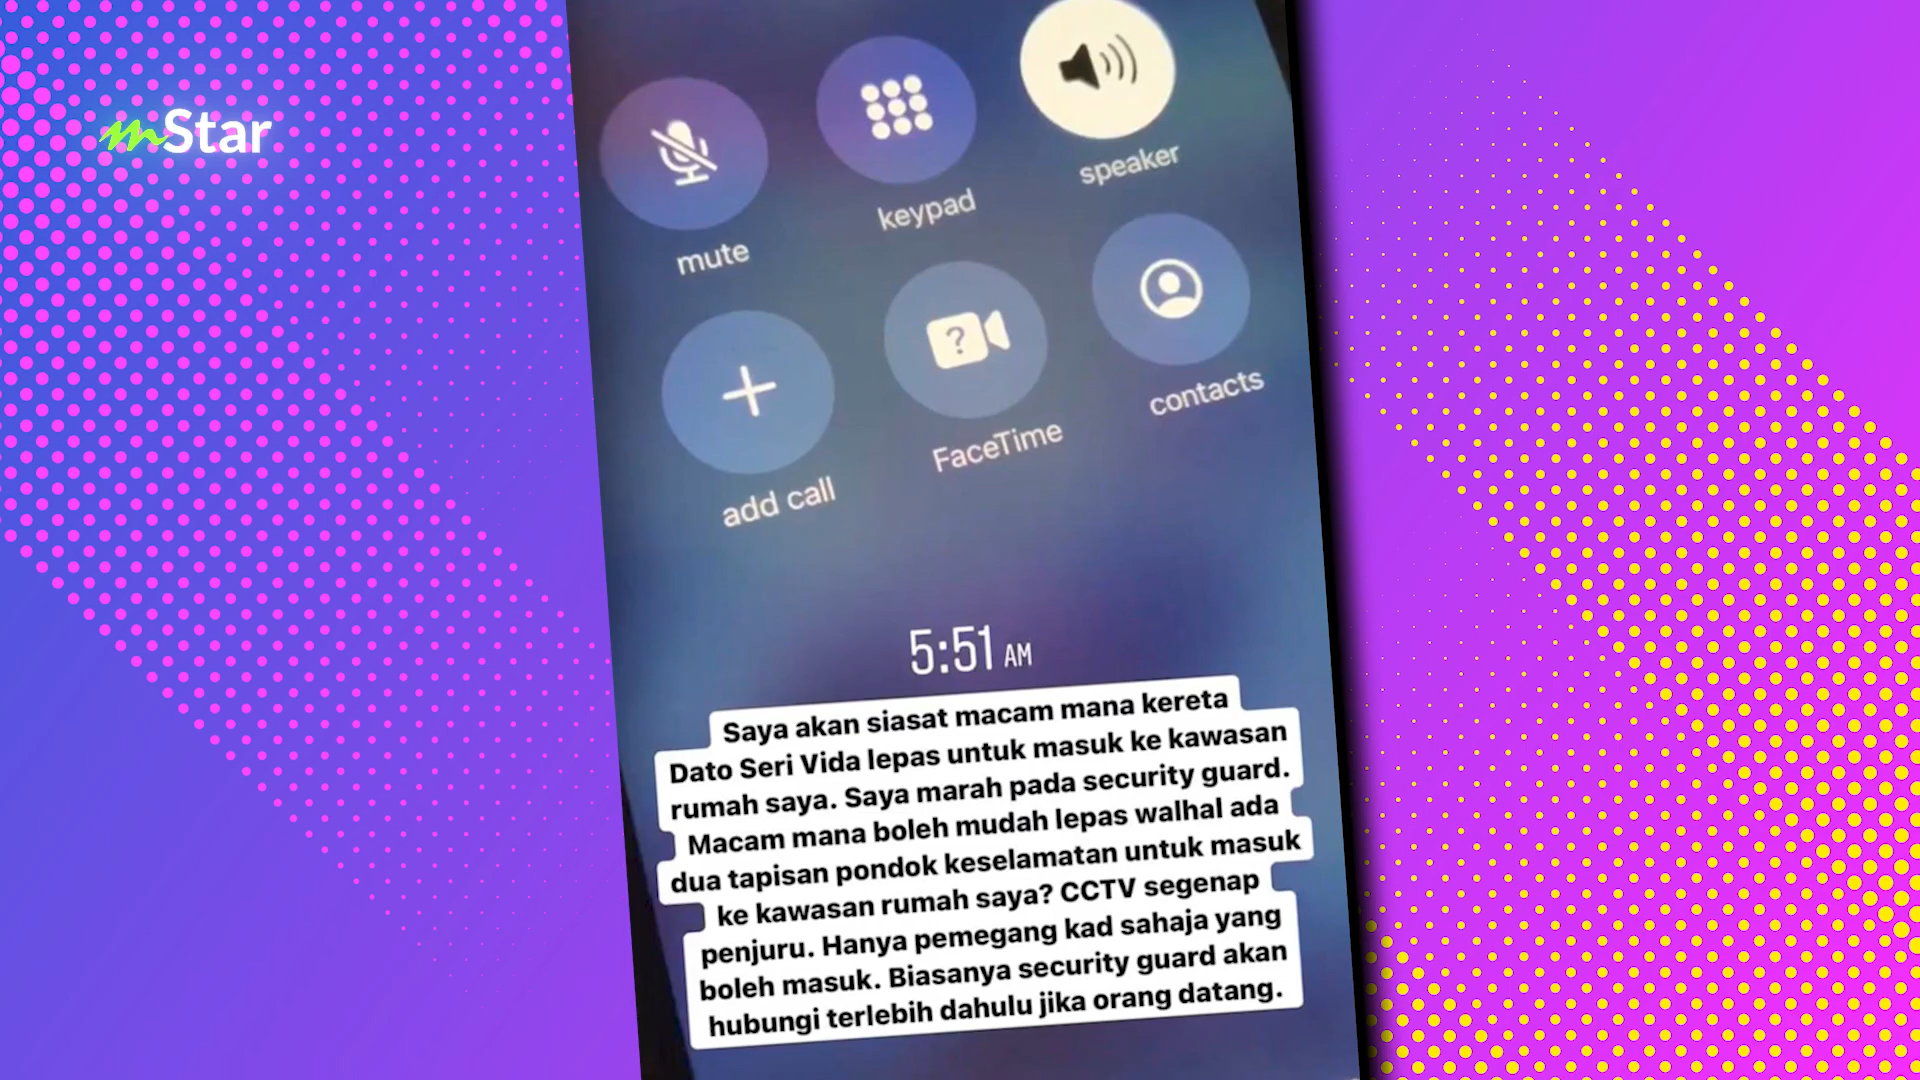 mStar
mute
keypad
speaker
add call
?
FaceTime
contacts
5:51 AM
Saya akan siasat macam mana kereta
Dato Seri Vida lepas untuk masuk ke kawasan
rumah saya. Saya marah pada security guard.
Macam mana boleh mudah lepas walhal ada
dua tapisan pondok keselamatan untuk masuk
ke kawasan rumah saya? CCTV segenap
penjuru. Hanya pemegang kad sahaja yang
boleh masuk. Biasanya security guard akan
hubungi terlebih dahulu jika orang datang.